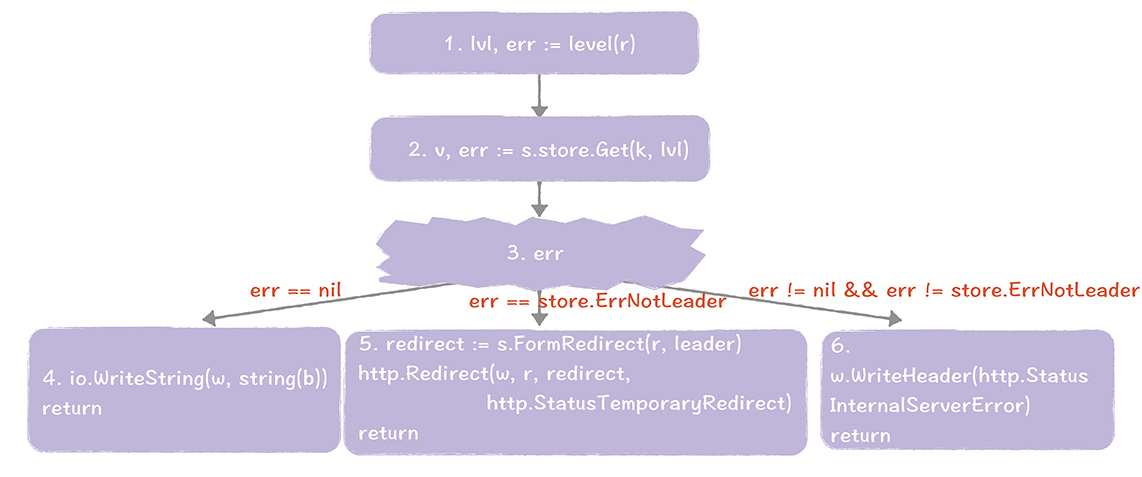 1. lvl, err := level(r)
2. v, err := s.store.Get(k, lvl)
3. err
err == nil
err == store.ErrNotLeader
err != nil && err != store.ErrNotLeader
4. io.WriteString(w, string(b))
return
5. redirect := s.FormRedirect(r, leader)
http.Redirect(w, r, redirect,
http.StatusTemporaryRedirect)
return
6.
w.WriteHeader(http.Status
InternalServerError)
return